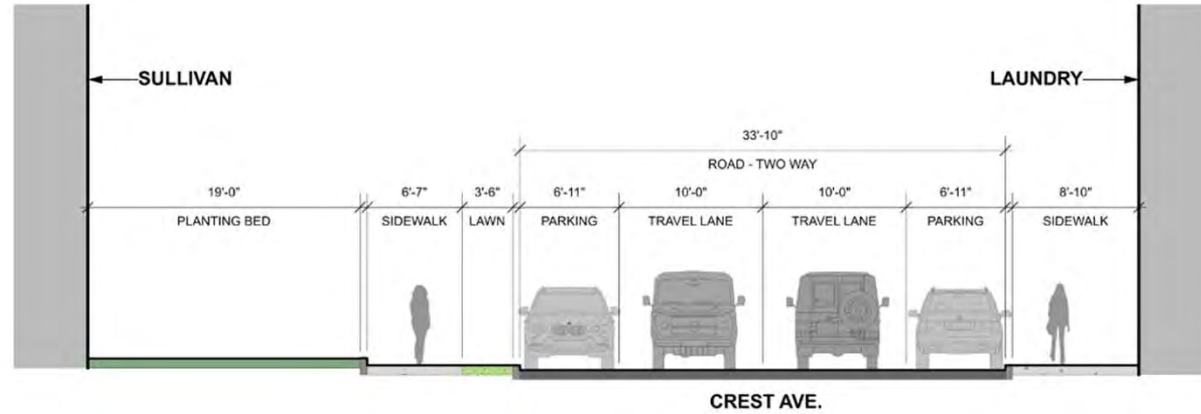 SULLIVAN
LAUNDRY
33'-10"
ROAD - TWO WAY
19'-0"
6'-7"
3'-6"
6'-11"
10'-0"
10'-0"
6'-11"
8'-10"
PLANTING BED
SIDEWALK
LAWN
PARKING
TRAVEL LANE
TRAVEL LANE
PARKING
SIDEWALK
CREST AVE.